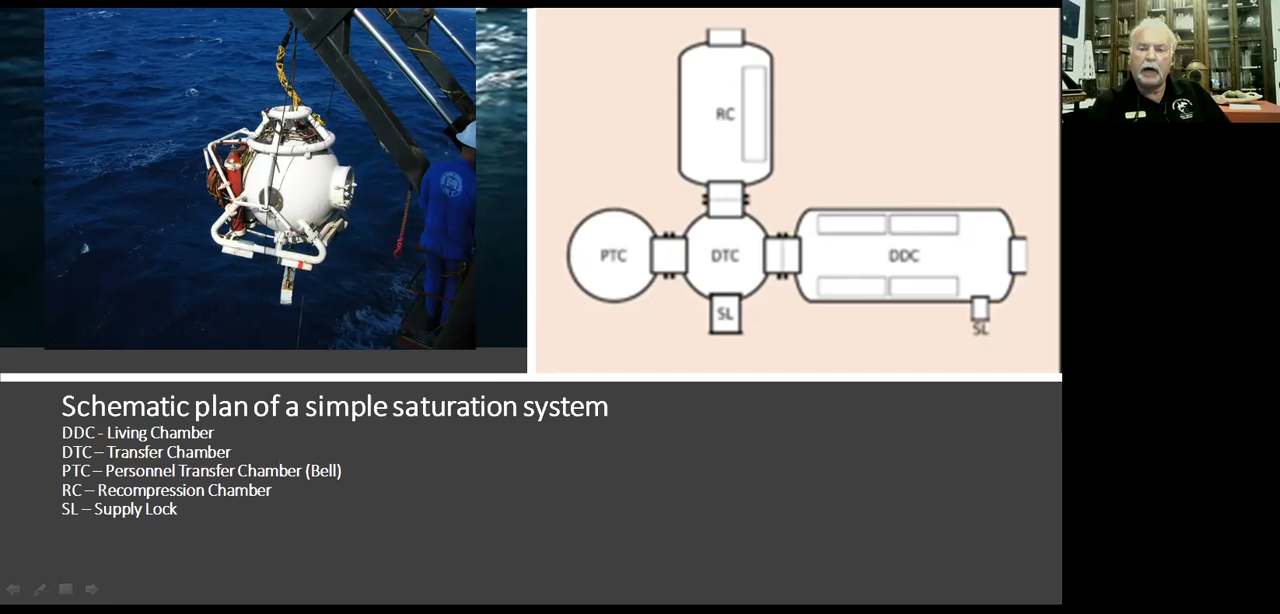 RC
PTC
DTC
DDC
SL
SL
Schematic plan of a simple saturation system
DDC - Living Chamber
DTC – Transfer Chamber
PTC – Personnel Transfer Chamber (Bell)
RC – Recompression Chamber
SL – Supply Lock